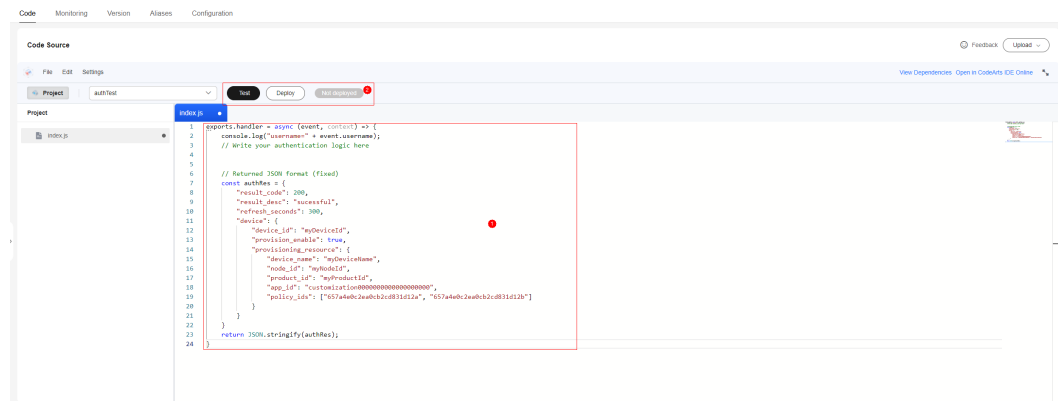 Code Monitoring Version Aliases Configuration
Code Source
Feedback Upload
File Edit Settings
View Dependencies Open in CodeArts IDE Online
Project authTest Test Deploy Not deployed 2
Project
index.js
index.js
1 exports.handler = async (event, context) => {
2 console.log("username=" + event.username);
3 // Write your authentication logic here
4
5
6 // Returned JSON format (fixed)
7 const authRes = {
8 "result_code": 200,
9 "result_desc": "sucessful",
10 "refresh_seconds": 300,
11 "device": {
1
12 "device_id": "myDeviceId",
13 "provision_enable": true,
14 "provisioning_resource": {
15 "device_name": "myDeviceName",
16 "node_id": "myNodeId",
17 "product_id": "myProductId",
18 "app_id": "customization0000000000000000",
19 "policy_ids": ["657a4e0c2ea0cb2cd831d12a", "657a4e0c2ea0cb2cd831d12b"]
20 }
21 }
22 }
23 return JSON.stringify(authRes);
24 }